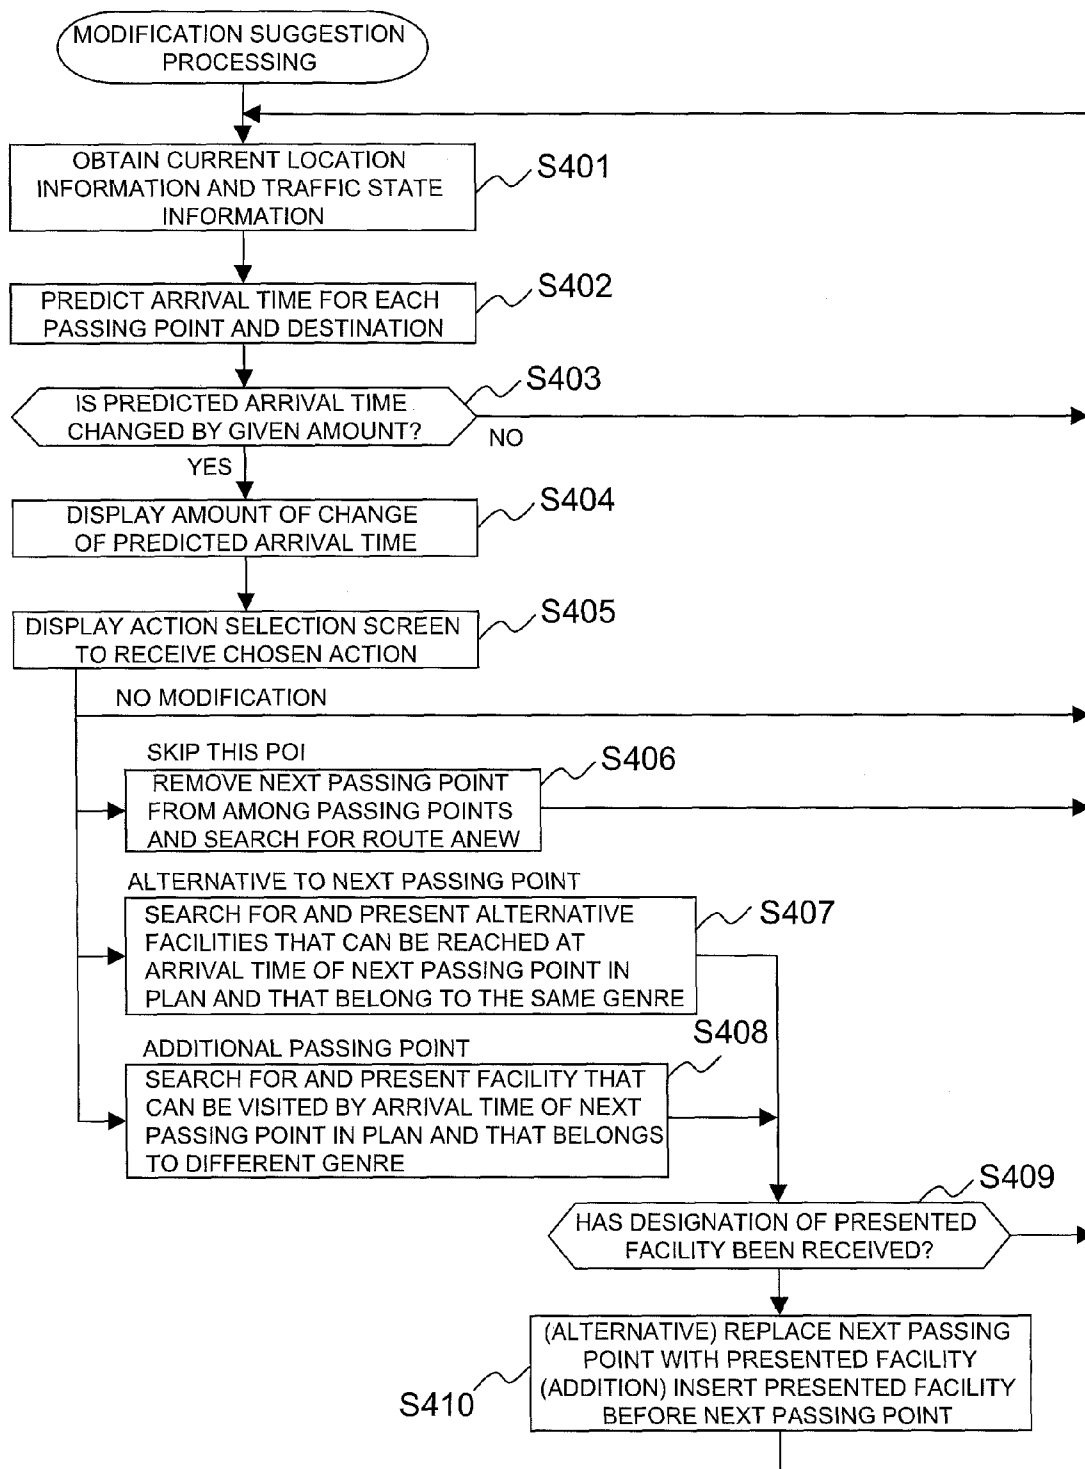 MODIFICATION SUGGESTION
PROCESSING
OBTAIN CURRENT LOCATION
INFORMATION AND TRAFFIC STATE
INFORMATION
S401
PREDICT ARRIVAL TIME FOR EACH
PASSING POINT AND DESTINATION
S402
IS PREDICTED ARRIVAL TIME
CHANGED BY GIVEN AMOUNT?
S403
NO
YES
DISPLAY AMOUNT OF CHANGE
OF PREDICTED ARRIVAL TIME
S404
DISPLAY ACTION SELECTION SCREEN
TO RECEIVE CHOSEN ACTION
S405
NO MODIFICATION
SKIP THIS POI
REMOVE NEXT PASSING POINT
FROM AMONG PASSING POINTS
AND SEARCH FOR ROUTE ANEW
S406
ALTERNATIVE TO NEXT PASSING POINT
SEARCH FOR AND PRESENT ALTERNATIVE
FACILITIES THAT CAN BE REACHED AT
ARRIVAL TIME OF NEXT PASSING POINT IN
PLAN AND THAT BELONG TO THE SAME GENRE
S407
ADDITIONAL PASSING POINT
SEARCH FOR AND PRESENT FACILITY THAT
CAN BE VISITED BY ARRIVAL TIME OF NEXT
PASSING POINT IN PLAN AND THAT BELONGS
TO DIFFERENT GENRE
S408
HAS DESIGNATION OF PRESENTED
FACILITY BEEN RECEIVED?
S409
(ALTERNATIVE) REPLACE NEXT PASSING
POINT WITH PRESENTED FACILITY
(ADDITION) INSERT PRESENTED FACILITY
BEFORE NEXT PASSING POINT
S410